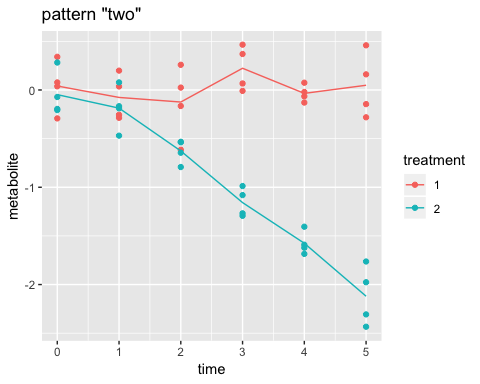 pattern "two"
metabolite
0
-1
-2
0 1 2 3 4 5
time
treatment
1
2